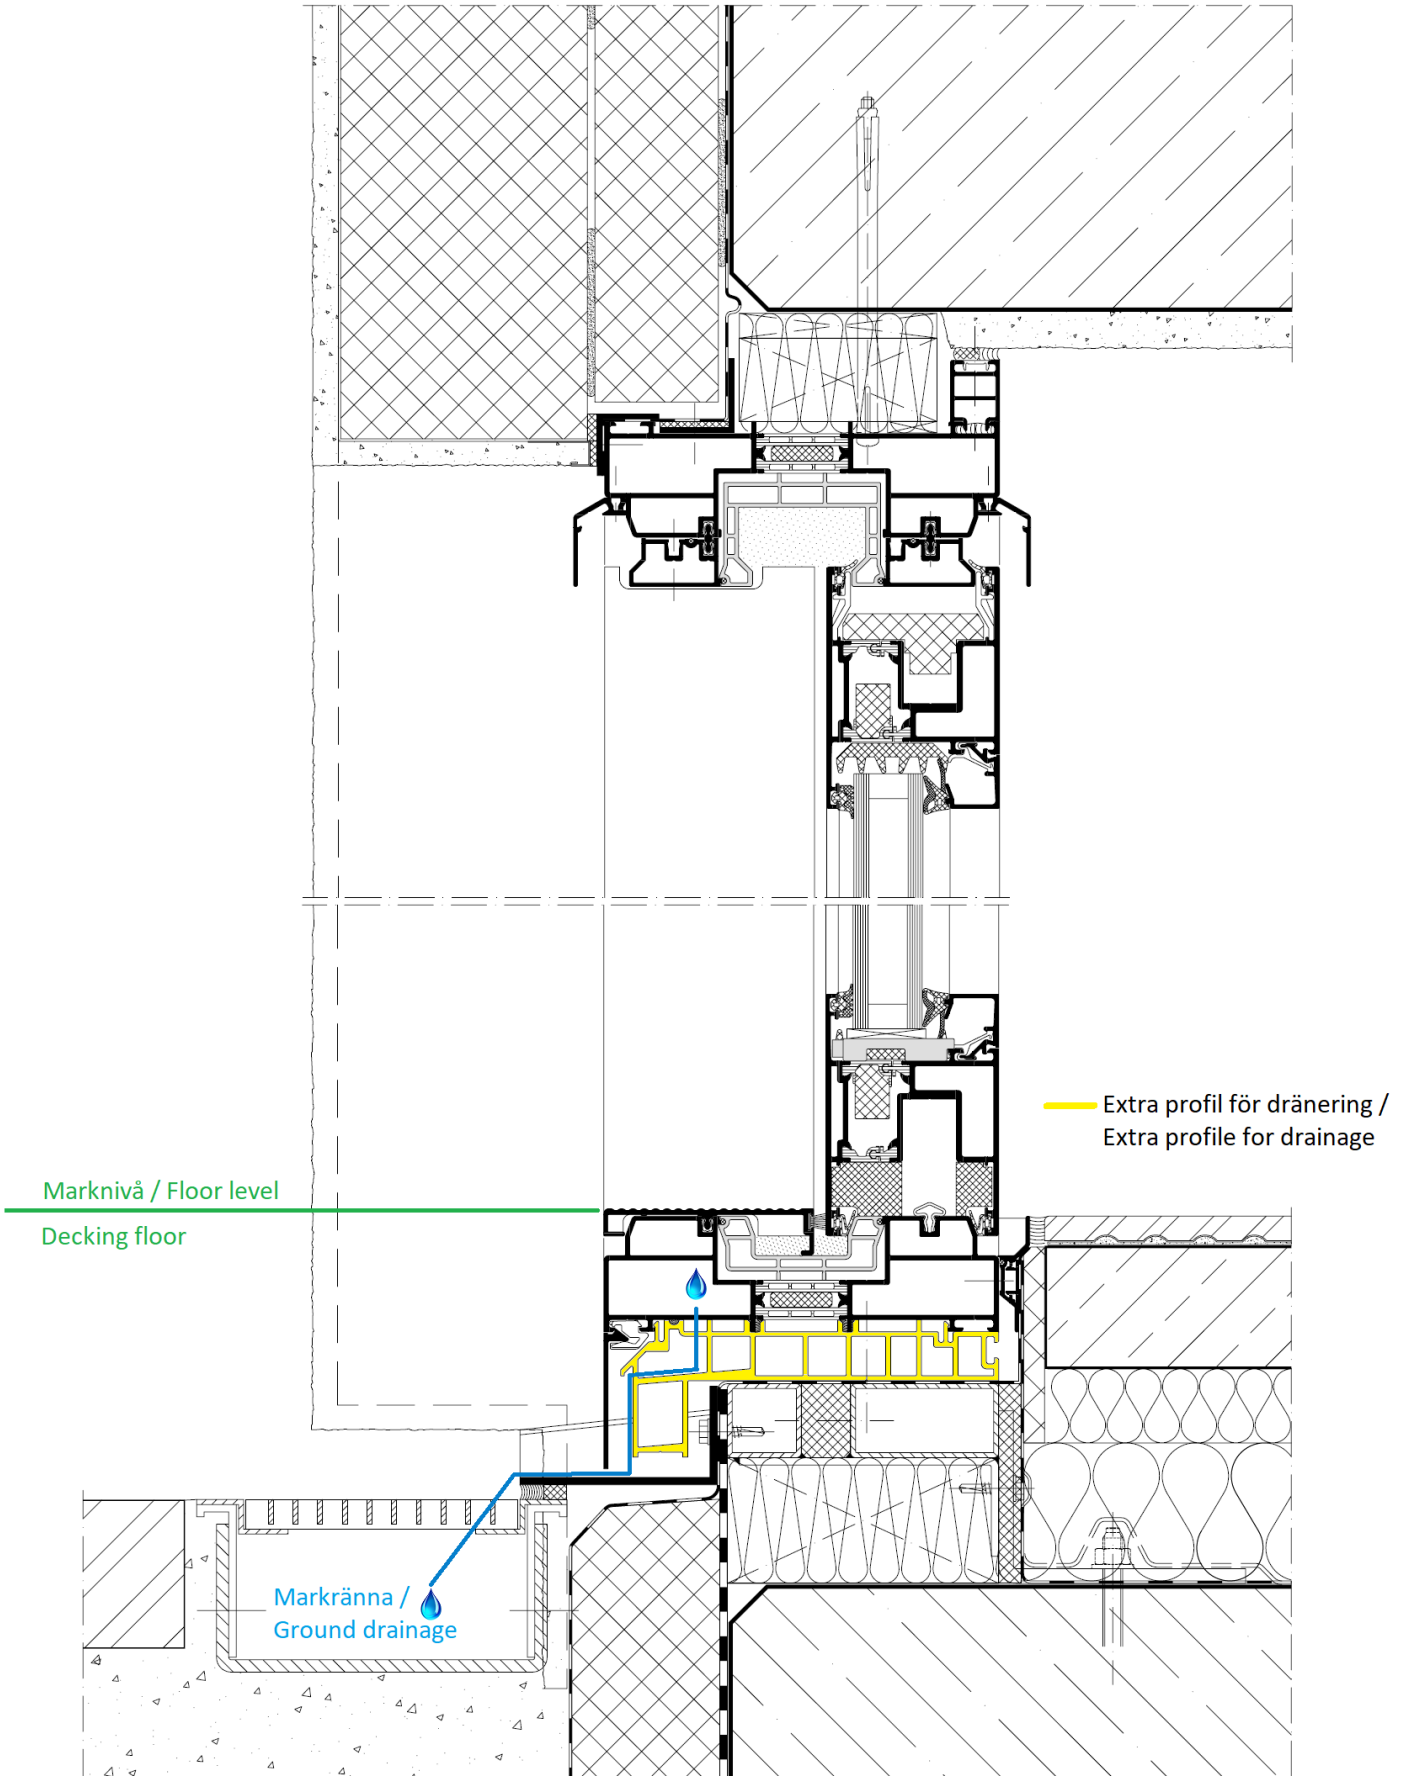 Extra profil för dränering /
Extra profile for drainage
Marknivå / Floor level
Decking floor
Markränna /
Ground drainage